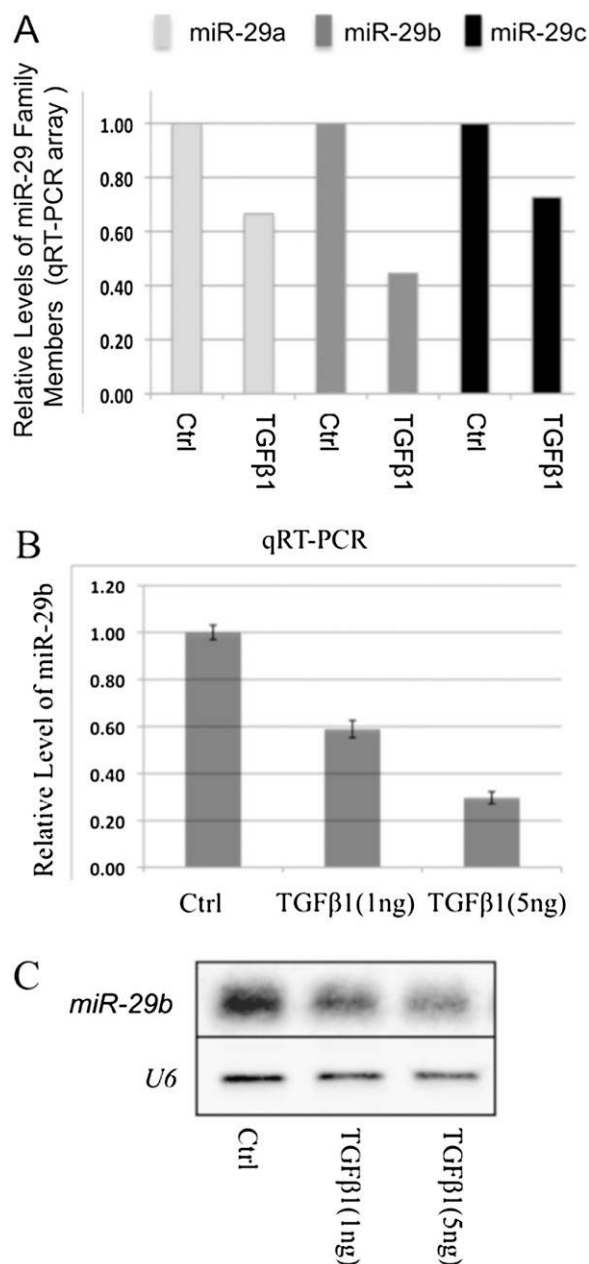 A
miR-29a miR-29b miR-29c
Relative Levels of miR-29 Family
Members (qRT-PCR array )
1.00
0.80
0.60
0.40
0.20
0.00
Ctrl
TGFβ1
Ctrl
TGFβ1
Ctrl
TGFβ1
B
qRT-PCR
Relative Level of miR-29b
1.20
1.00
0.80
0.60
0.40
0.20
0.00
Ctrl TGFβ1(1ng) TGFβ1(5ng)
C
miR-29b
U6
Ctrl
TGFβ1(1ng)
TGFβ1(5ng)